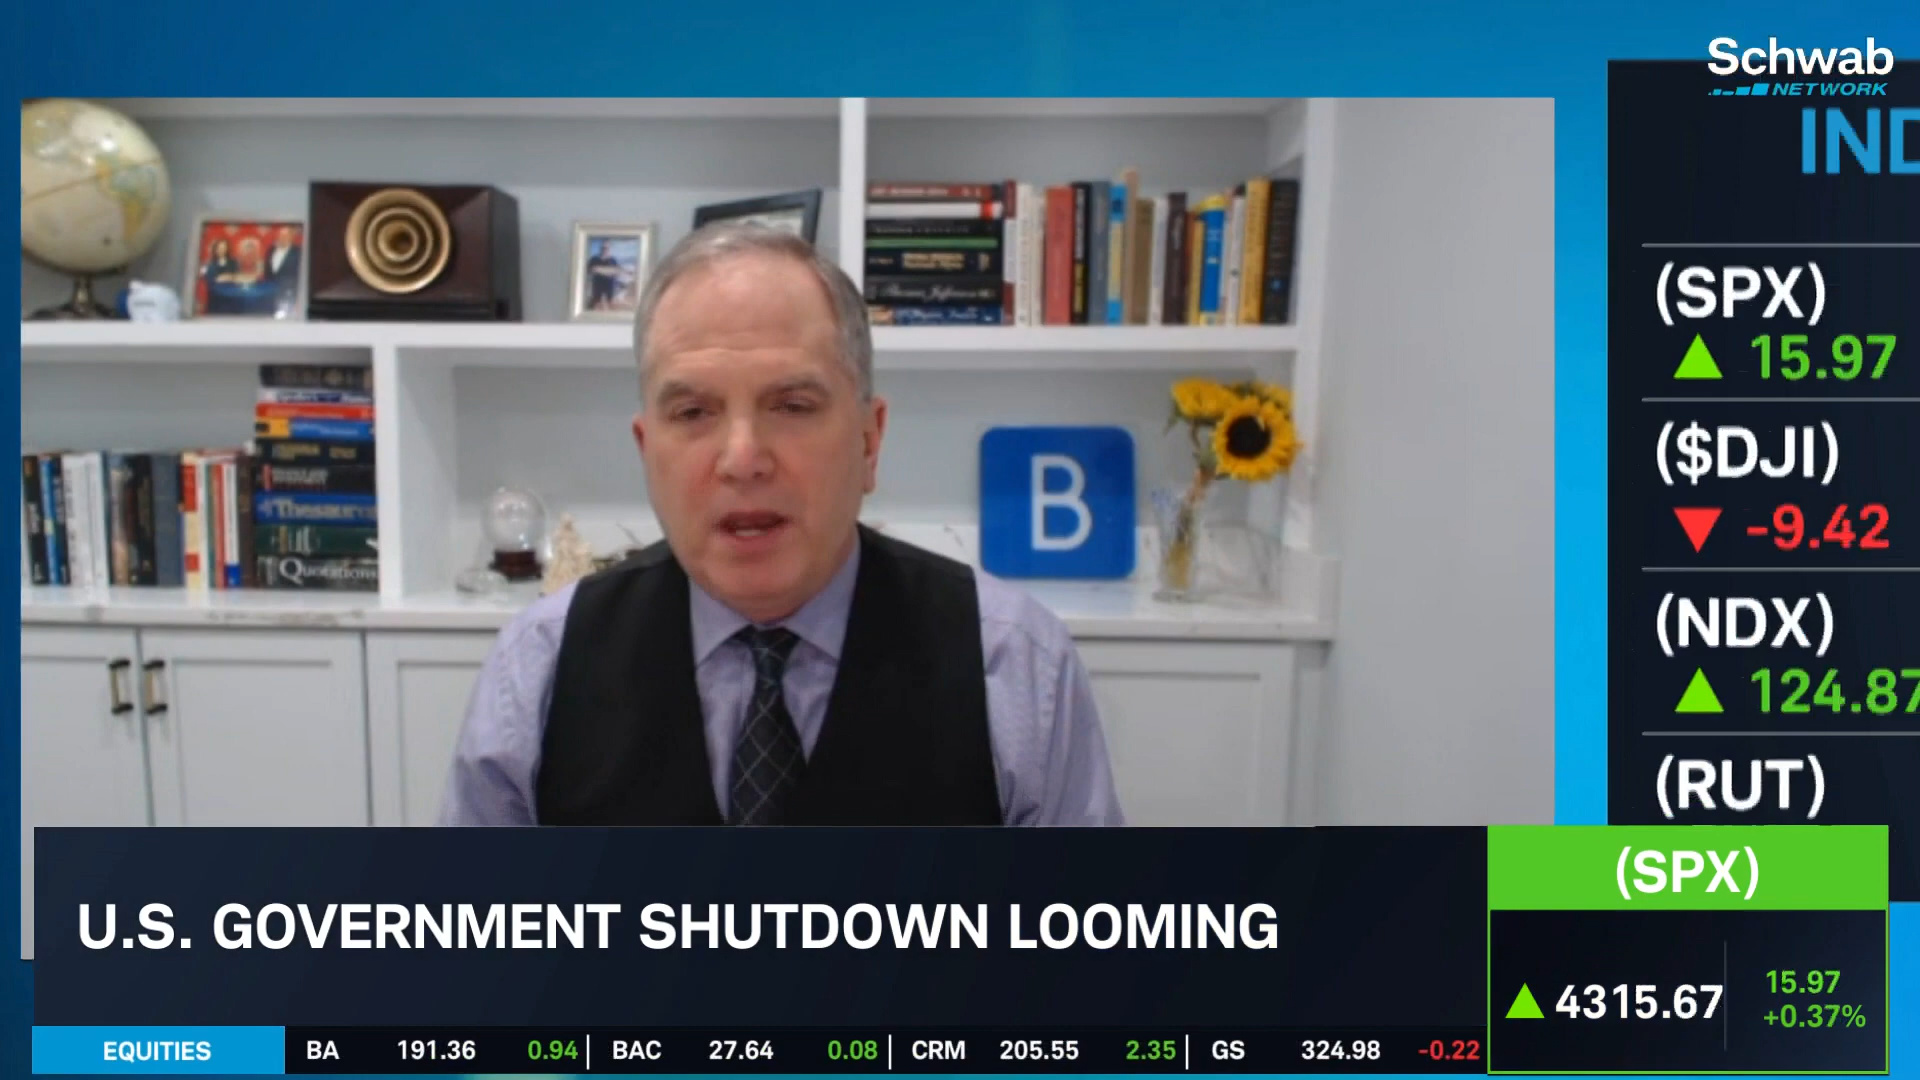 Schwab
NETWORK
IND
(SPX)
15.97
($DJI)
-9.42
(NDX)
124.87
(RUT)
Thesaurus
Quotations
B
U.S. GOVERNMENT SHUTDOWN LOOMING
(SPX)
4315.67
15.97
+0.37%
EQUITIES
BA 191.36 0.94
BAC 27.64 0.08
CRM 205.55 2.35
GS 324.98 -0.22